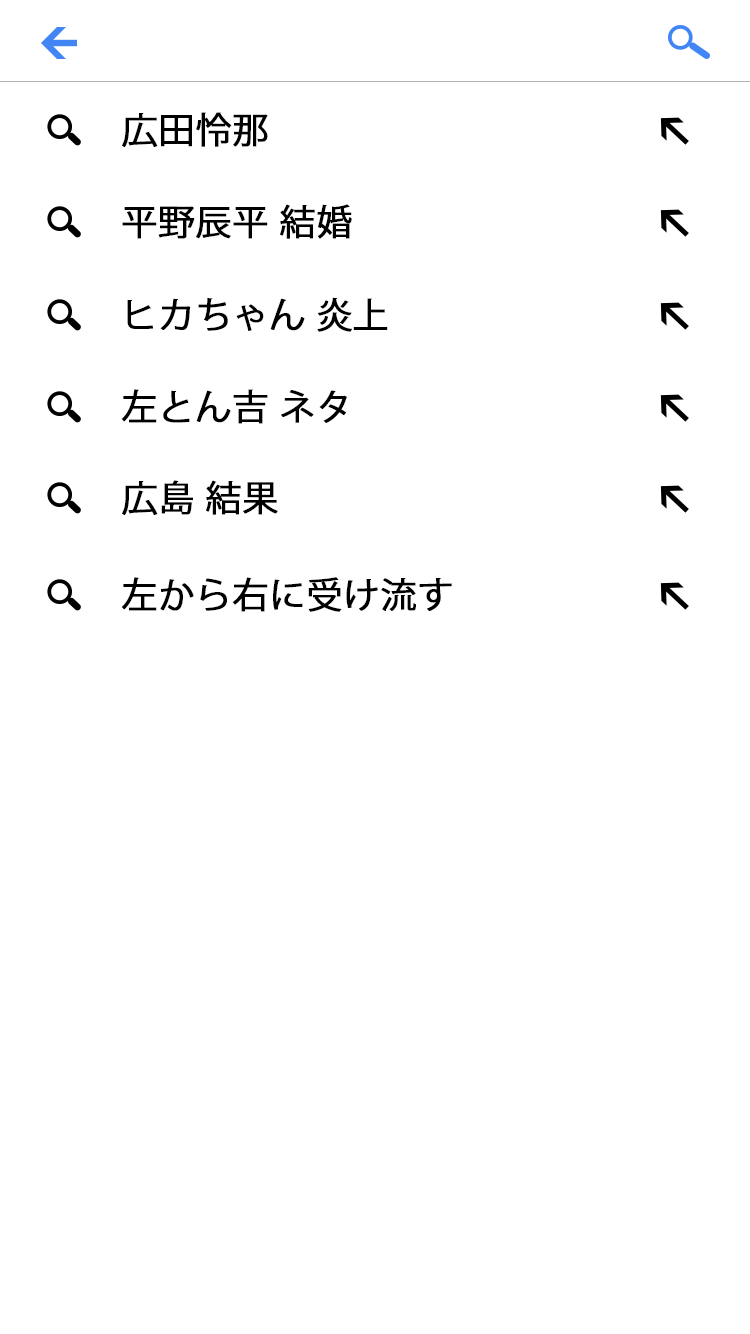 広田怜那
平野辰平 結婚
ヒカちゃん 炎上
左とん吉 ネタ
広島 結果
左から右に受け流す